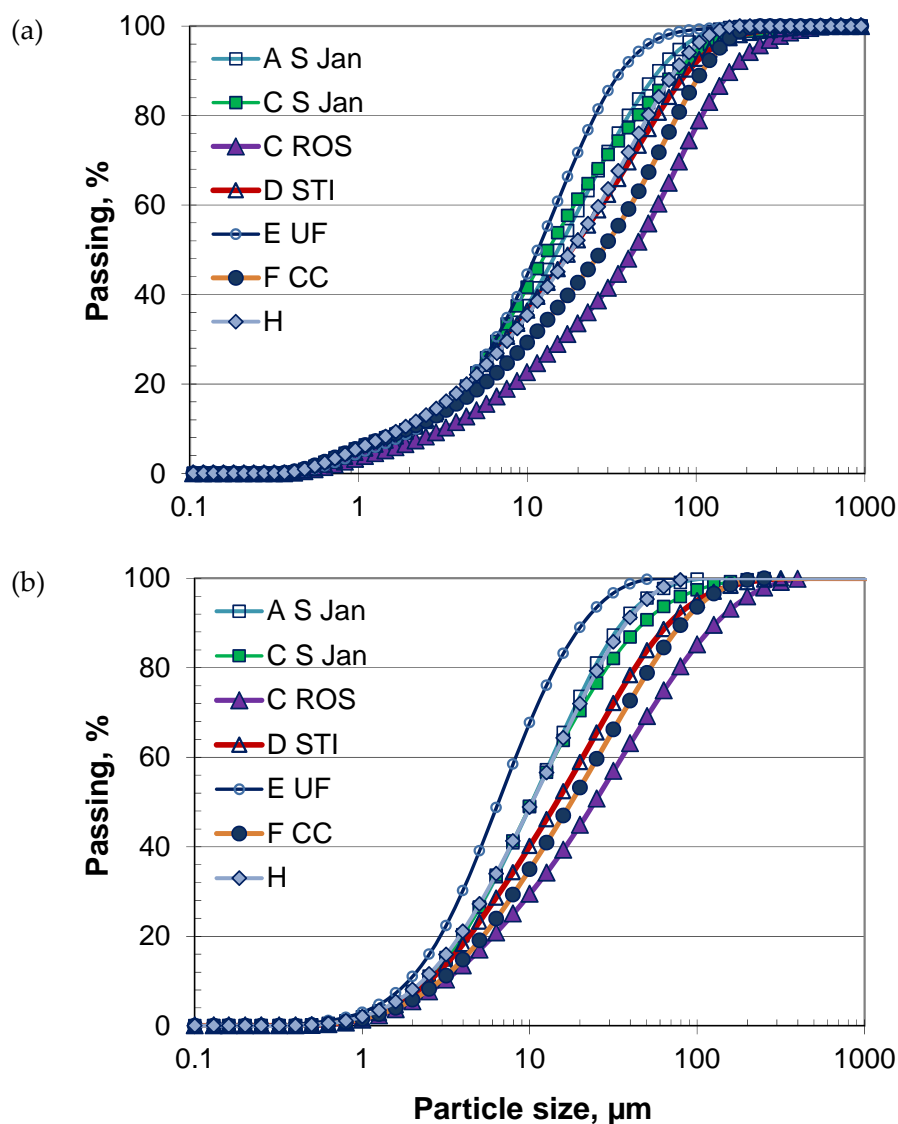 (a)
Passing, %
100
80
60
40
20
0
A S Jan
C S Jan
C ROS
D STI
E UF
F CC
H
0.1 1 10 100 1000
(b)
Passing, %
100
80
60
40
20
0
A S Jan
C S Jan
C ROS
D STI
E UF
F CC
H
0.1 1 10 100 1000
Particle size, µm